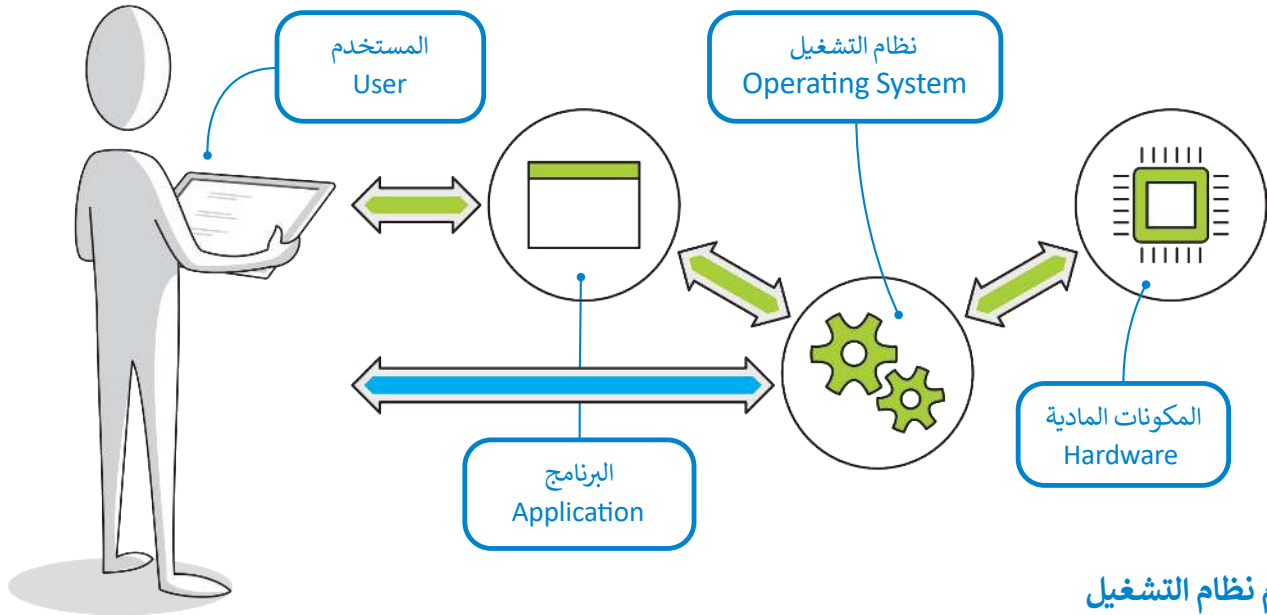 المستخدم
User
نظام التشغيل
Operating System
المكونات المادية
Hardware
البرنامج
Application
نظام التشغيل